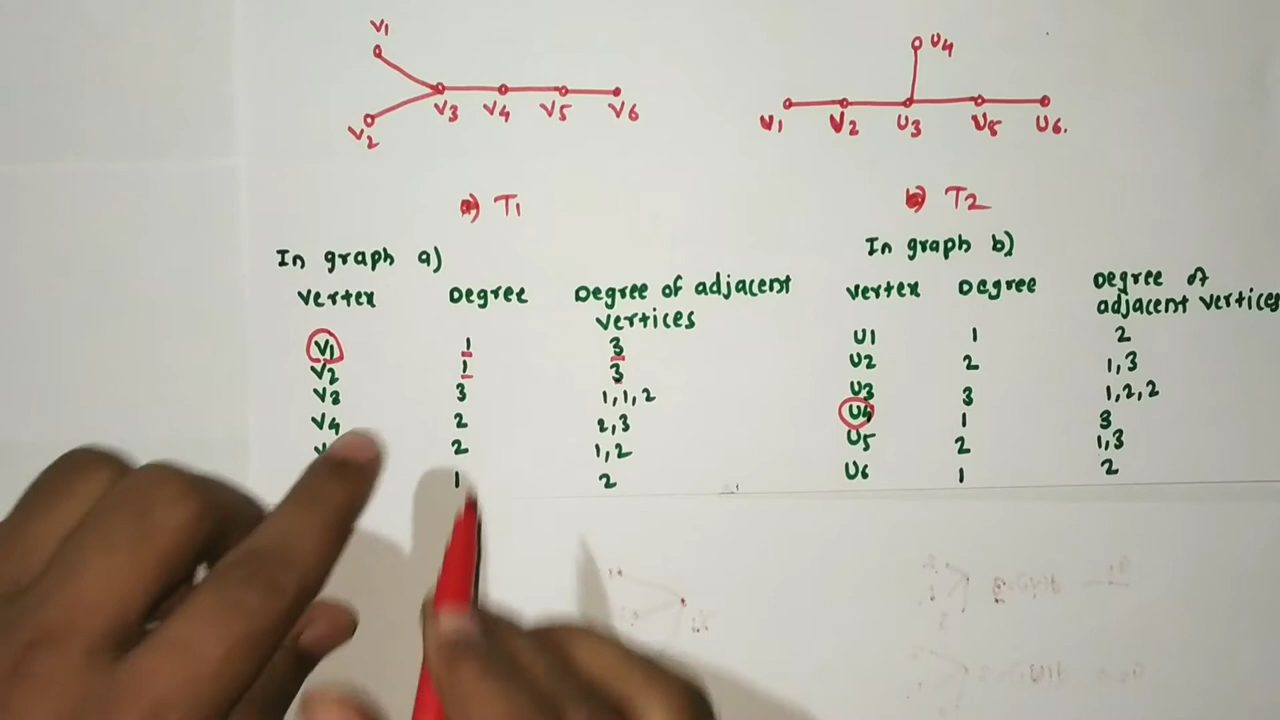 V1
V2
V3 V4 V5 V6
U4
U1 U2 U3 U5 U6.
a) T1
b) T2
In graph a)
Vertex Degree Degree of adjacent vertices
V1 1 3
V2 1 3
V3 3 1,1,2
V4 2 2,3
2 1,2
1 2
In graph b)
Vertex Degree Degree of adjacent vertices
U1 1 2
U2 2 1,3
U3 3 1,2,2
U4 1 3
U5 2 1,3
U6 1 2